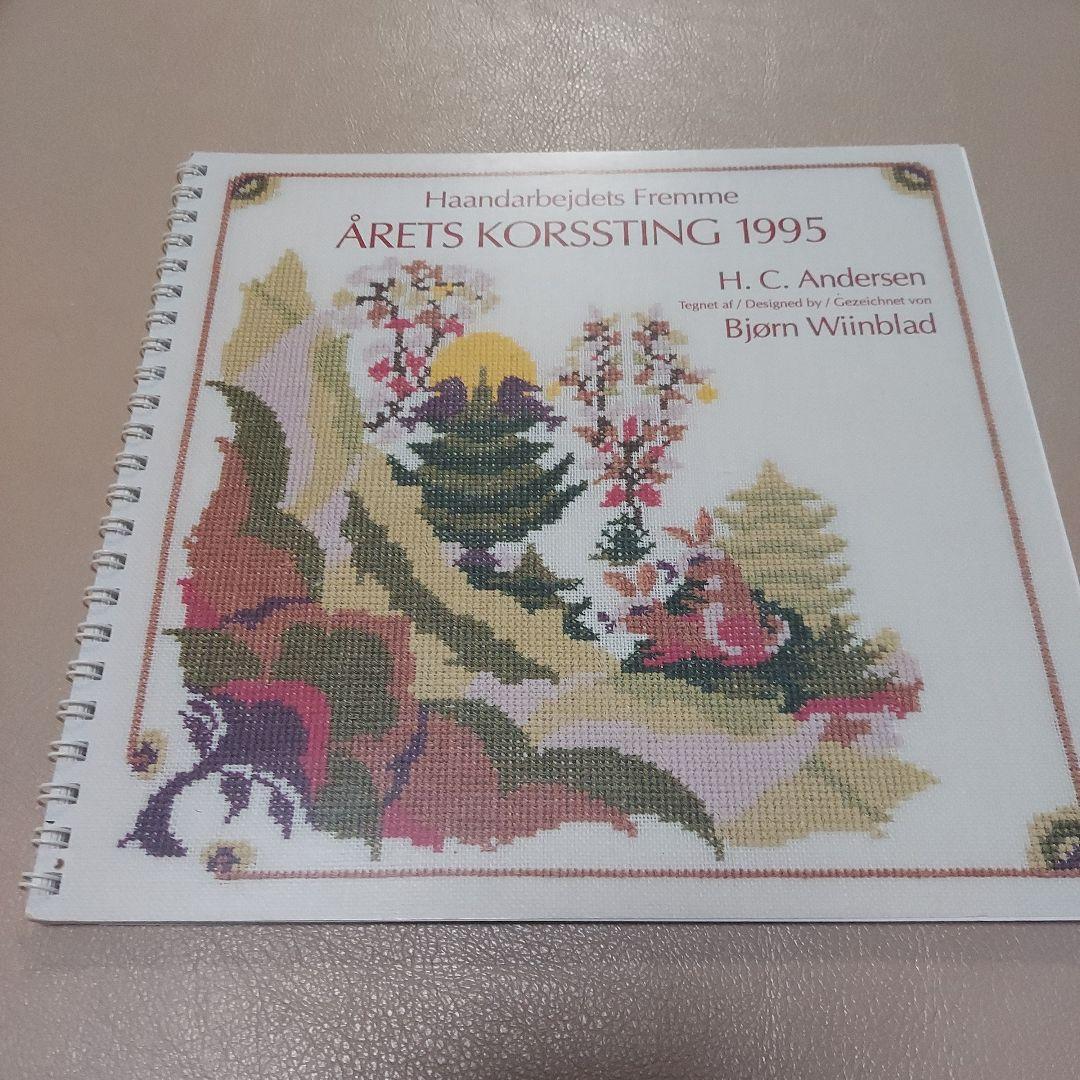 Haandarbejdets Fremme
ÅRETS KORSSTING 1995
H. C. Andersen
Tegnet af / Designed by / Gezeichnet von
Bjørn Wiinblad